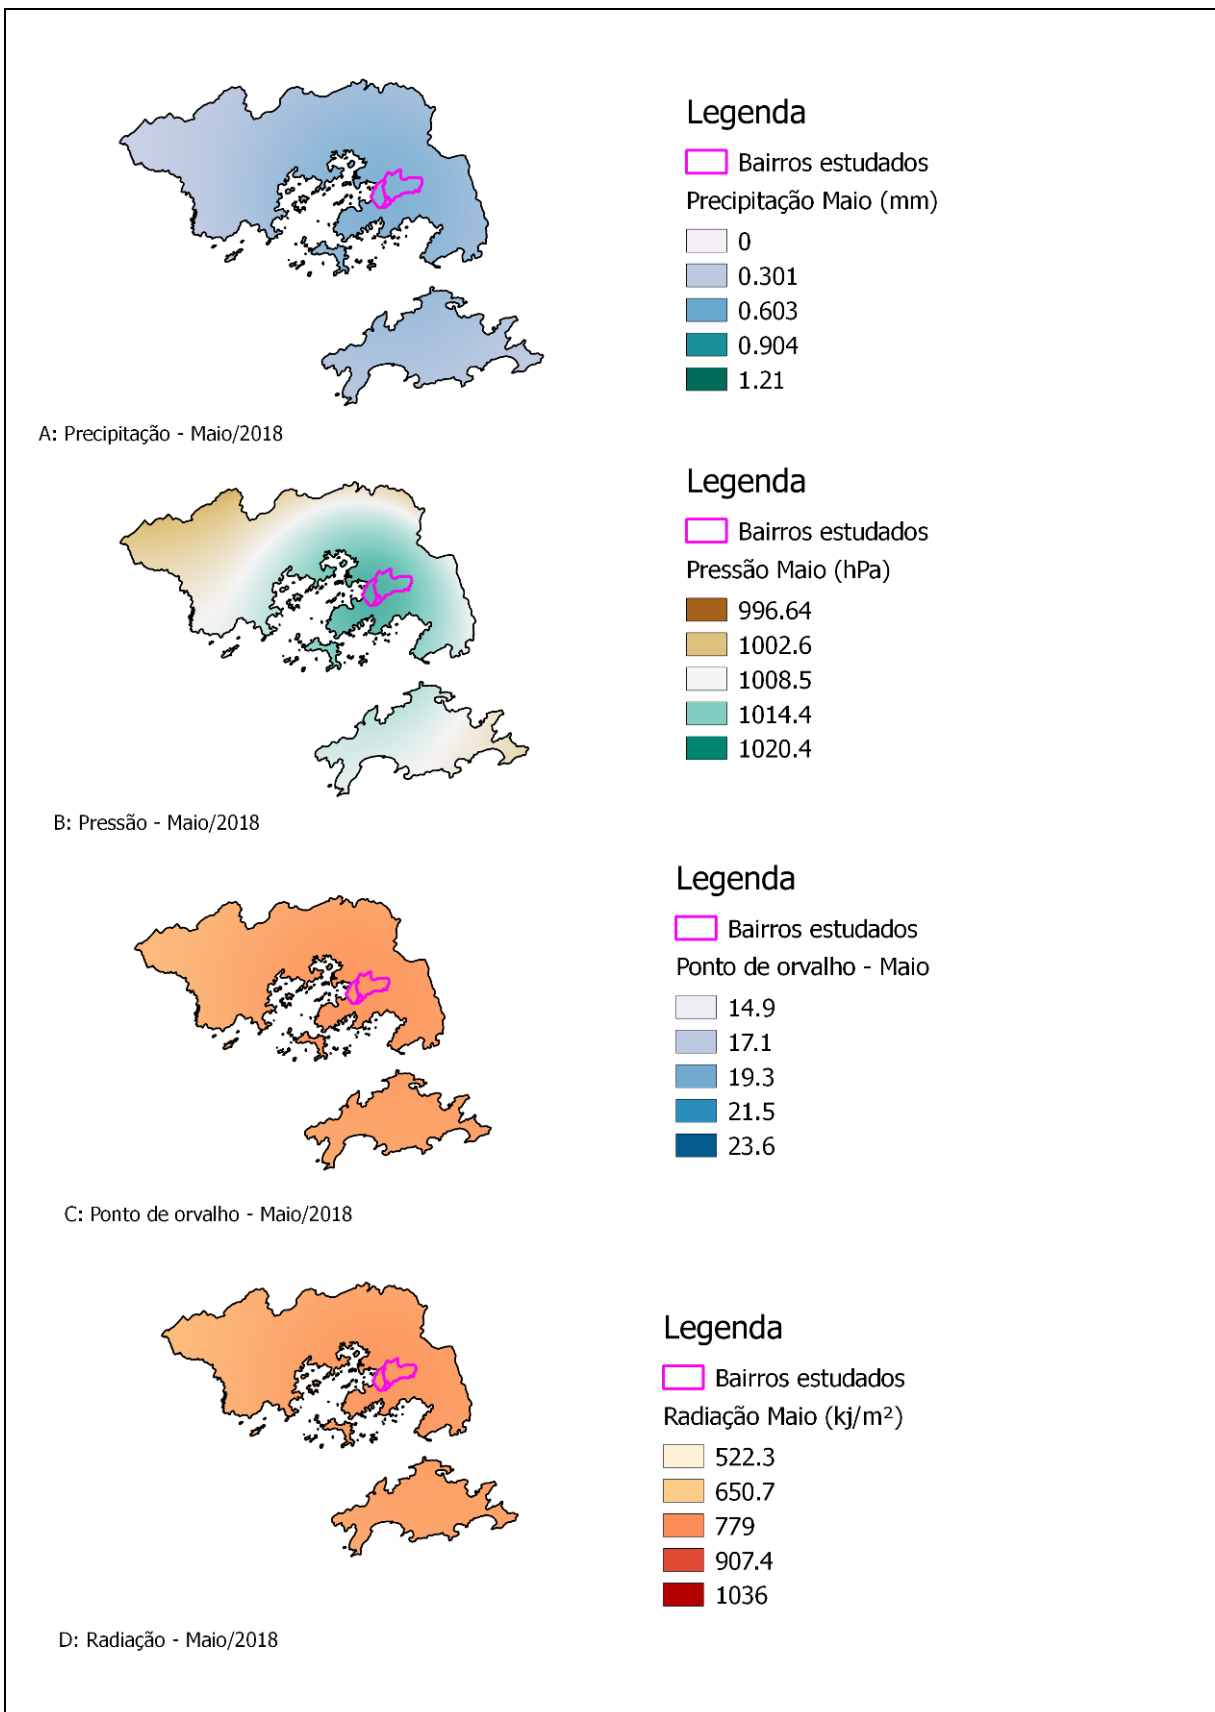 Legenda
Bairros estudados
Precipitação Maio (mm)
0
0.301
0.603
0.904
1.21
A: Precipitação - Maio/2018
Legenda
Bairros estudados
Pressão Maio (hPa)
996.64
1002.6
1008.5
1014.4
1020.4
B: Pressão - Maio/2018
Legenda
Bairros estudados
Ponto de orvalho - Maio
14.9
17.1
19.3
21.5
23.6
C: Ponto de orvalho - Maio/2018
Legenda
Bairros estudados
Radiação Maio (kj/m²)
522.3
650.7
779
907.4
1036
D: Radiação - Maio/2018